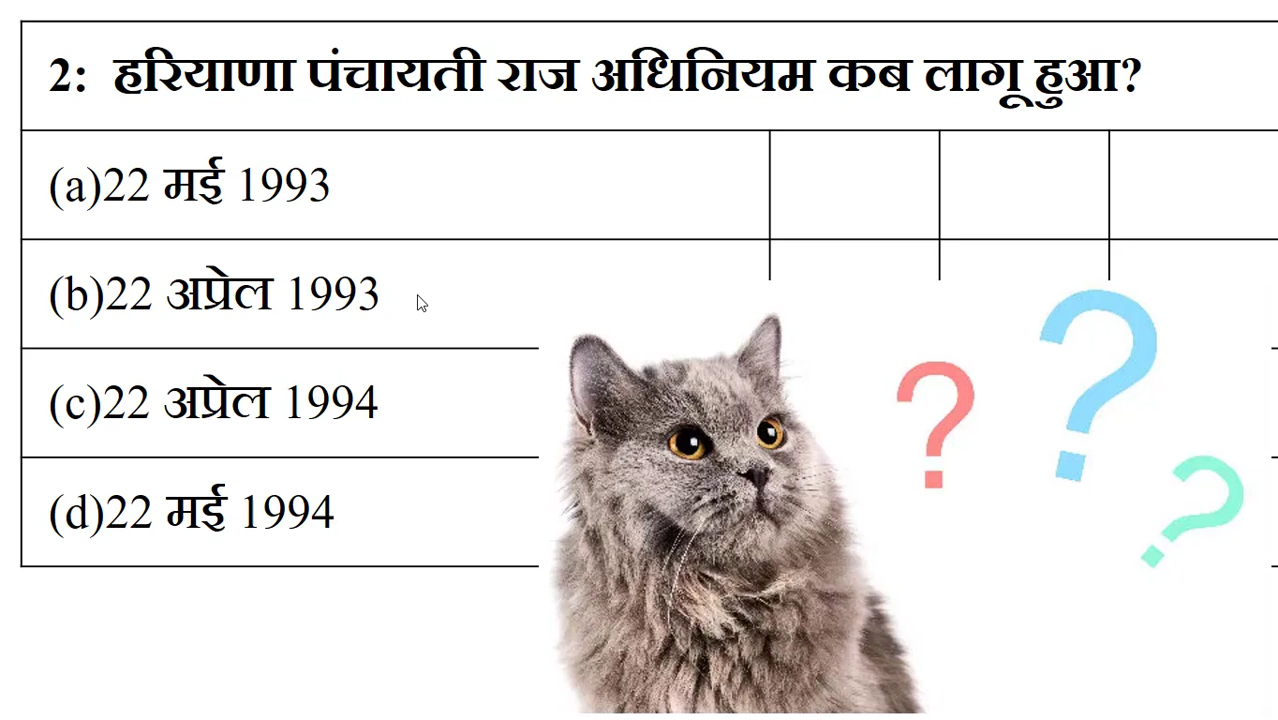 2: हरियाणा पंचायती राज अधिनियम कब लागू हुआ?
(a)22 मई 1993
(b)22 अप्रेल 1993
(c)22 अप्रेल 1994
(d)22 मई 1994
? ? ?